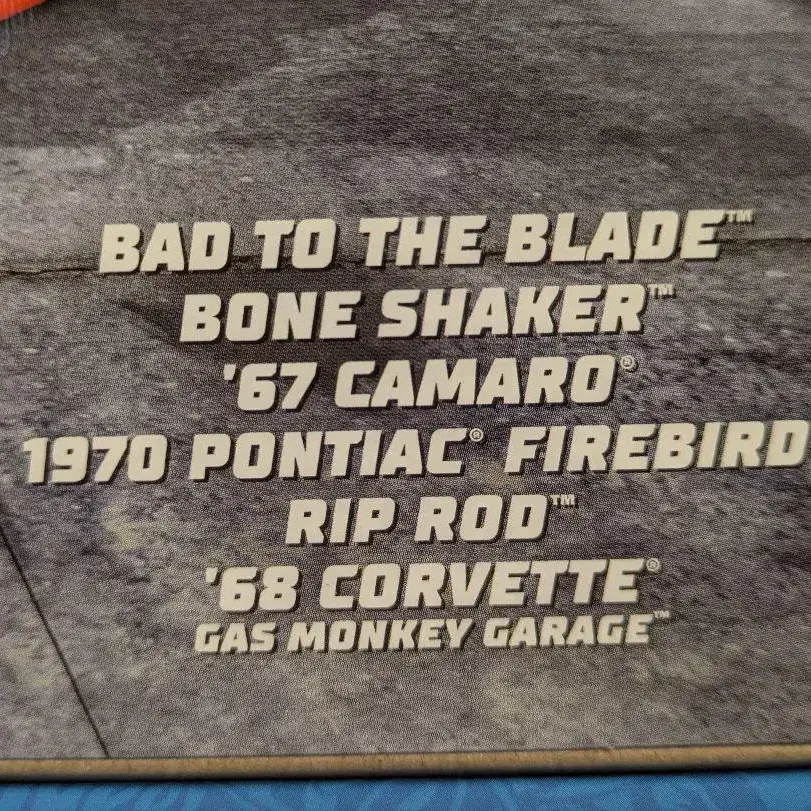 BAD TO THE BLADE™
BONE SHAKER™
'67 CAMARO®
1970 PONTIAC® FIREBIRD
RIP ROD™
'68 CORVETTE®
GAS MONKEY GARAGE™